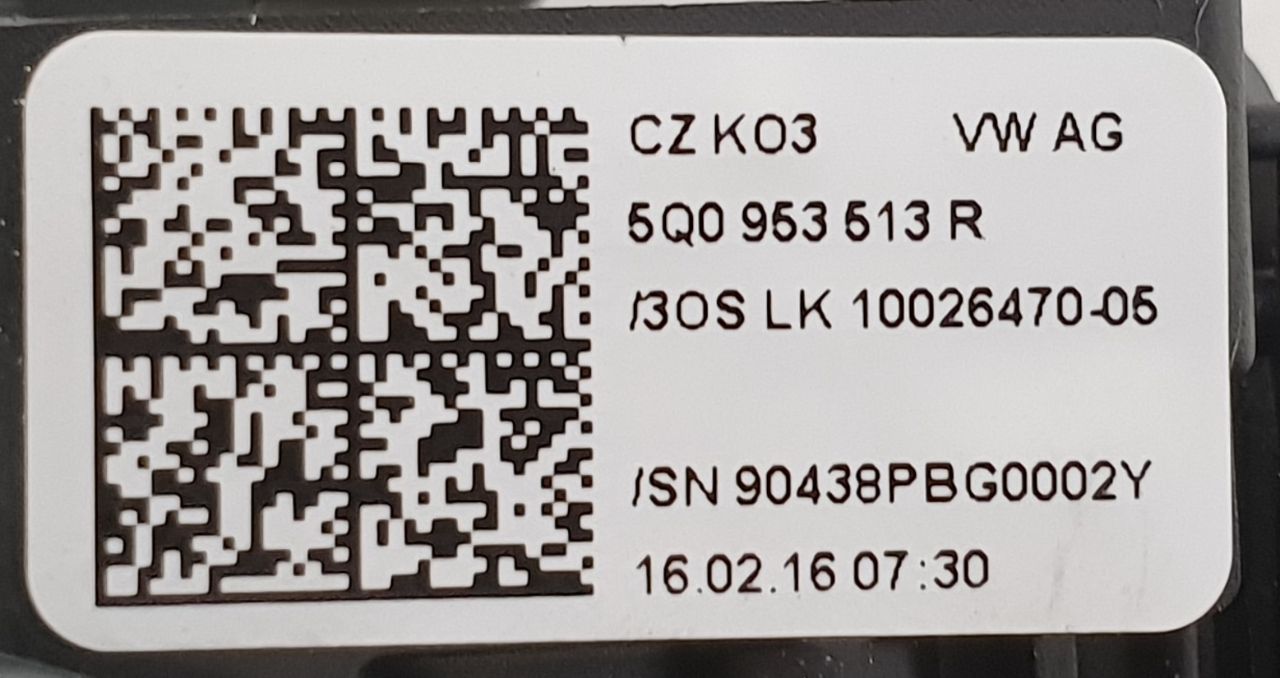 CZ KO3 VW AG
5Q0 953 513 R
/3OS LK 10026470-05
/SN 90438PBG0002Y
16.02.16 07:30